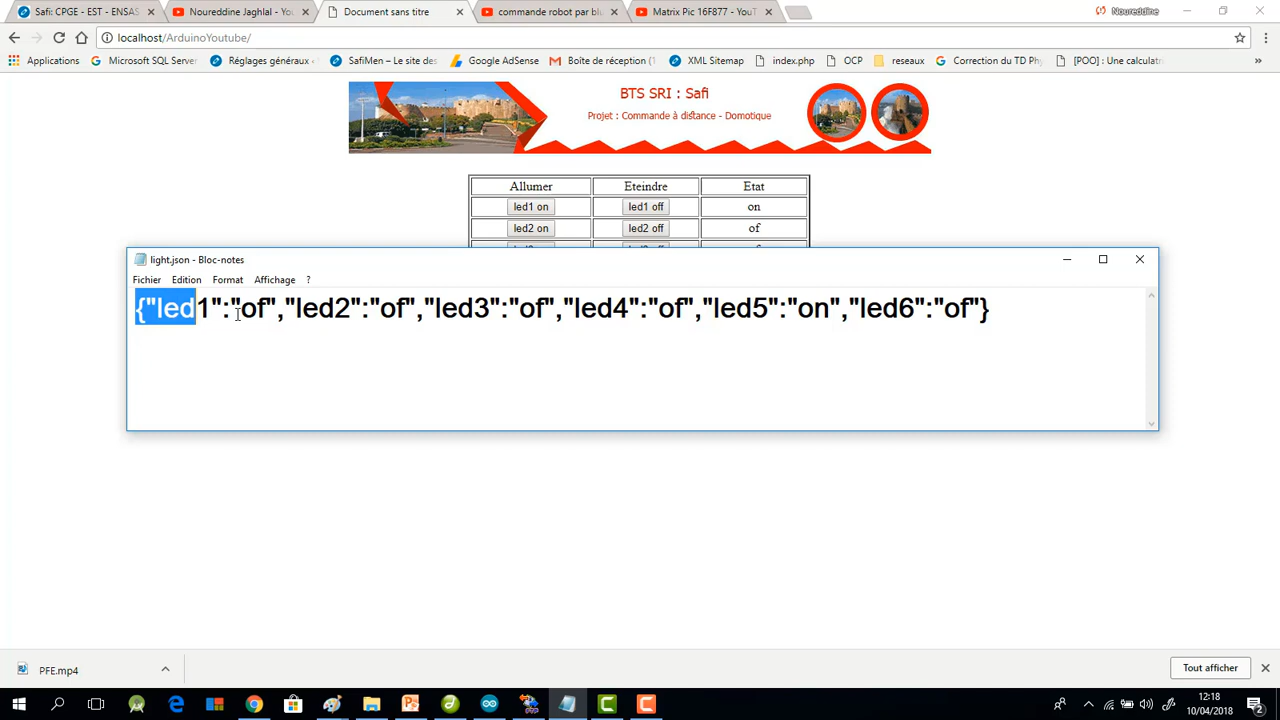 Safi: CPGE - EST - ENSAS
Noureddine Jaghlal - You
Document sans titre
commande robot par blu
Matrix Pic 16F877 - YouT
Noureddine
localhost/ArduinoYoutube/
Applications
Microsoft SQL Server
Réglages généraux ‹
SafiMen – Le site des
Google AdSense
Boîte de réception (1
XML Sitemap
index.php
OCP
reseaux
Correction du TD Phy
[POO] : Une calculatri
»
BTS SRI : Safi
Projet : Commande à distance - Domotique
Allumer Eteindre Etat
led1 on led1 off on
led2 on led2 off of
light.json - Bloc-notes
Fichier Edition Format Affichage ?
{"led1":"of","led2":"of","led3":"of","led4":"of","led5":"on","led6":"of"}
PFE.mp4
Tout afficher
12:18
10/04/2018
2